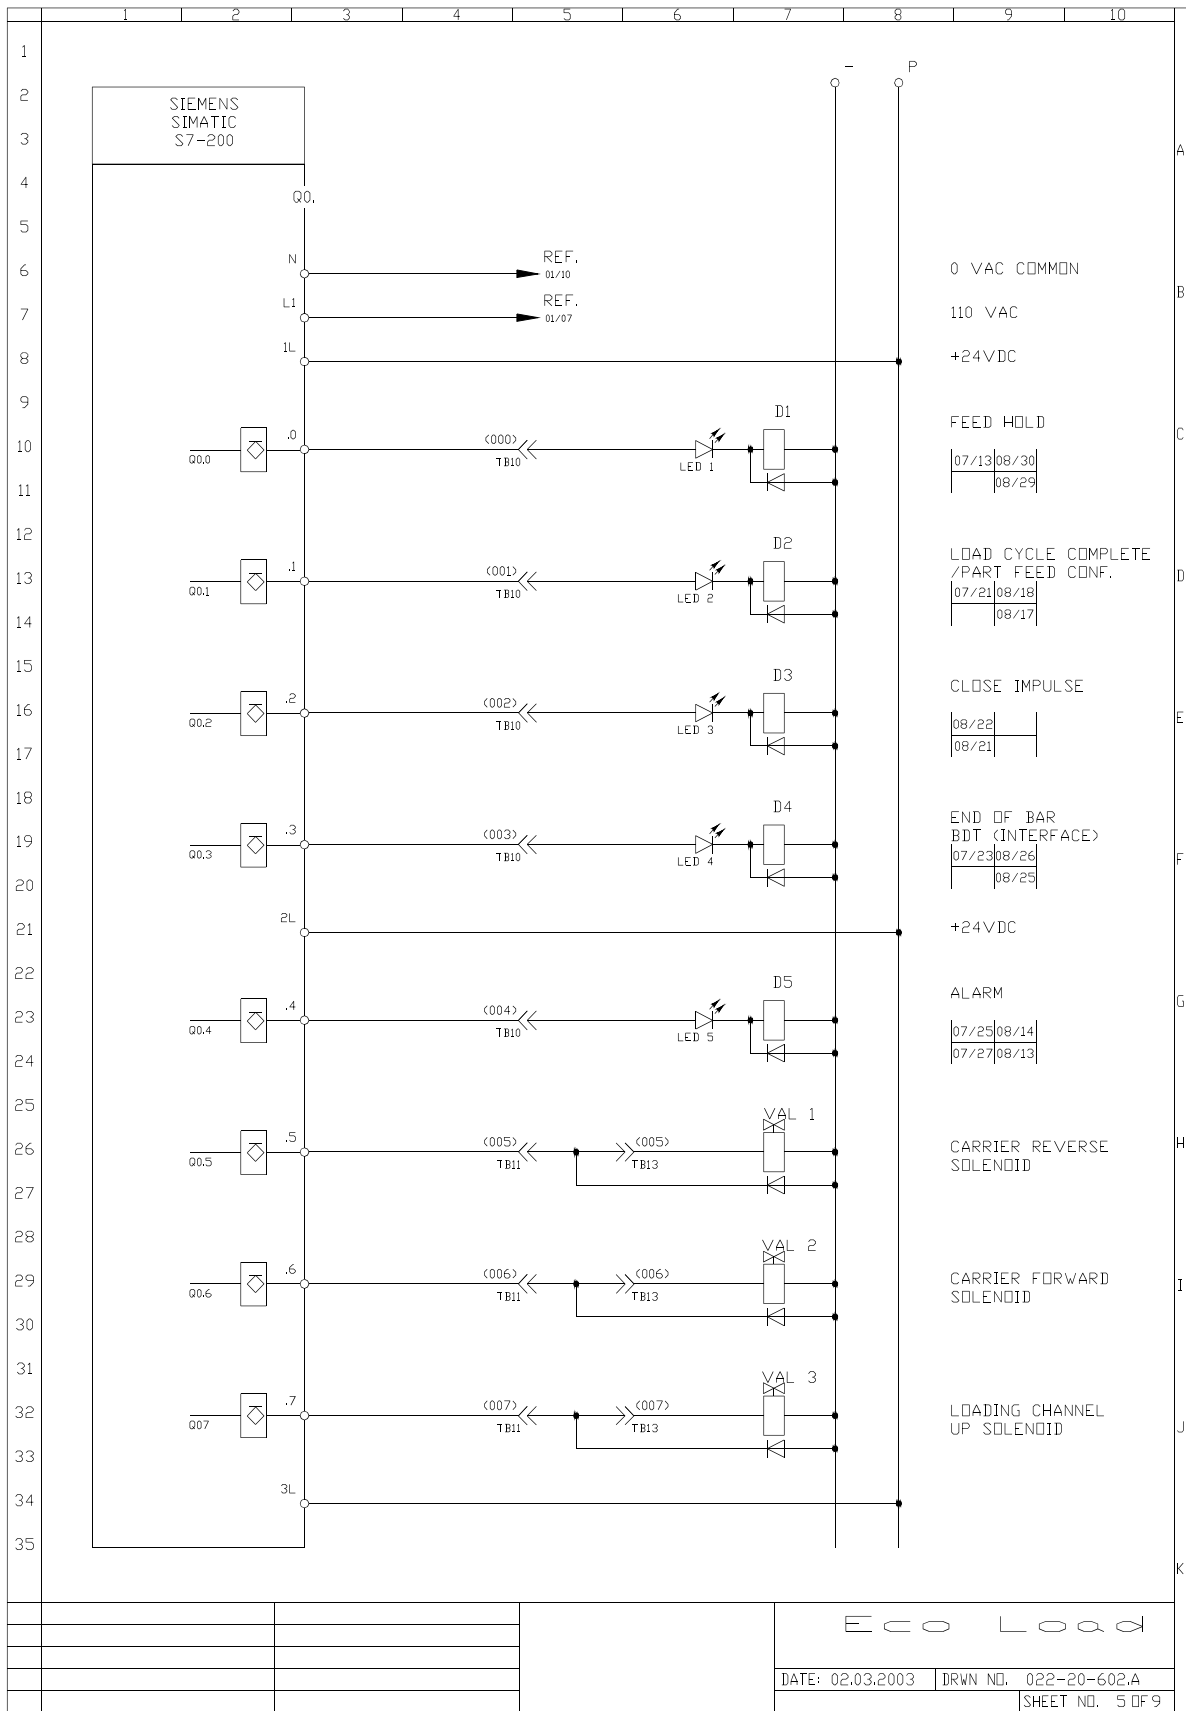 1 2 3 4 5 6 7 8 9 10
1
- P
2
SIEMENS
SIMATIC
3 S7-200
A
4
Q0.
5
N REF.
6 01/10 0 VAC COMMON
B
L1 REF.
7 01/07 110 VAC
1L
8 +24VDC
9
D1
FEED HOLD
.0 (000)
C
10 Q0.0 TB10 LED 1 07/13 08/30
11 08/29
12
D2
LOAD CYCLE COMPLETE
.1 (001) /PART FEED CONF.
D
13 Q0.1 TB10 LED 2 07/21 08/18
14 08/17
15
D3
CLOSE IMPULSE
.2 (002)
16 Q0.2 TB10 LED 3 08/22
E
17 08/21
18
D4
END OF BAR
.3 (003) BDT (INTERFACE)
19 Q0.3 TB10 LED 4 07/23 08/26
F
20 08/25
2L
21 +24VDC
22
D5
ALARM
.4 (004)
G
23 Q0.4 TB10 LED 5 07/25 08/14
24 07/27 08/13
25
VAL 1
.5 (005) (005) CARRIER REVERSE
H
26 Q0.5 TB11 TB13 SOLENOID
27
28
VAL 2
.6 (006) (006) CARRIER FORWARD
I
29 Q0.6 TB11 TB13 SOLENOID
30
31
VAL 3
.7 (007) (007) LOADING CHANNEL
32 Q07 TB11 TB13 UP SOLENOID
J
33
3L
34
35
K
Eco Load
DATE: 02.03.2003 DRWN NO. 022-20-602.A
SHEET NO. 5 OF 9